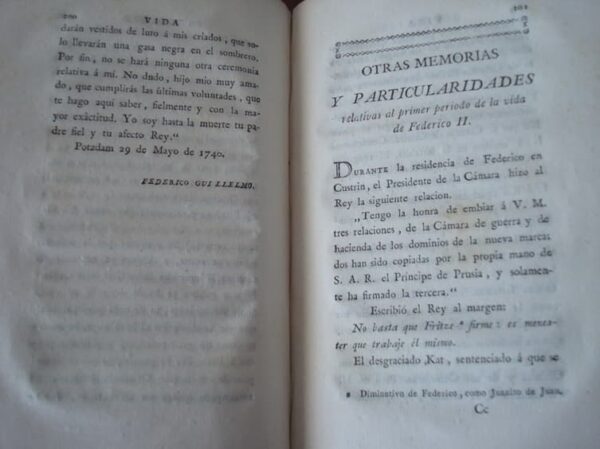 200 VIDA
darán vestidos de luto á mis criados, que so-
lo llevarán una gasa negra en el sombrero.
Por fin, no se hará ninguna otra ceremonia
relativa á mí. No dudo, hijo mio muy ama-
do, que cumplirás las últimas voluntades, que
te hago aquí saber, fielmente y con la ma-
yor exâctitud. Yo soy hasta la muerte tu pa-
dre fiel y tu afecto Rey."
Potzdam 29 de Mayo de 1740.
FEDERICO GUILLELMO.
201
OTRAS MEMORIAS
Y PARTICULARIDADES
relativas al primer periodo de la vida
de Federico II.
DURANTE la residencia de Federico en
Custrin, el Presidente de la Cámara hizo al
Rey la siguiente relacion.
„Tengo la honra de embiar á V. M.
tres relaciones, de la Cámara de guerra y de
hacienda de los dominios de la nueva marca:
dos han sido copiadas por la propia mano de
S. A. R. el Principe de Prusia, y solamen-
te ha firmado la tercera."
Escribió el Rey al margen:
No basta que Fritze * firme: es menes-
ter que trabaje él mismo.
El desgraciado Kat, sentenciado á que se
* Diminutivo de Federico, como Juanito de Juan.
Cc